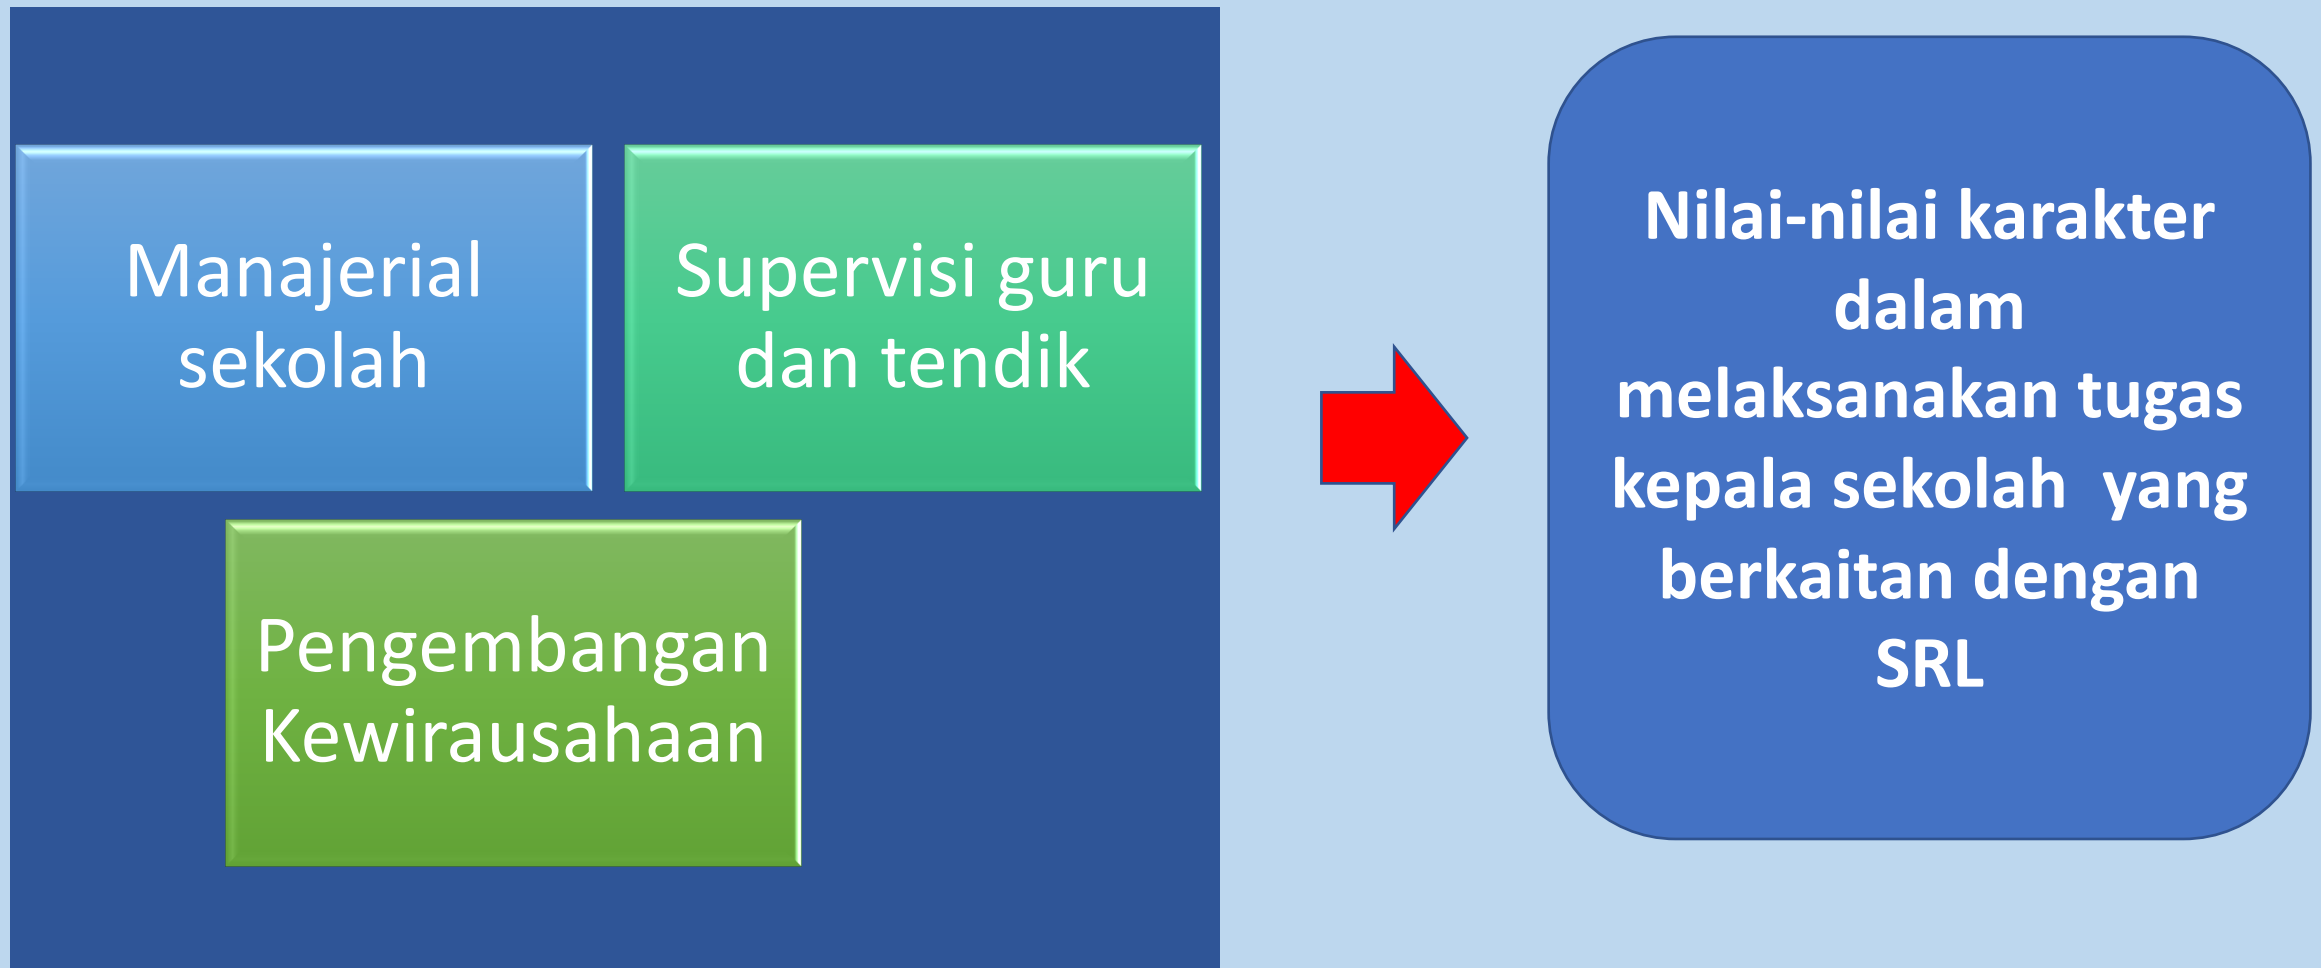 Manajerial
sekolah
Supervisi guru
dan tendik
Pengembangan
Kewirausahaan
Nilai-nilai karakter
dalam
melaksanakan tugas
kepala sekolah  yang
berkaitan dengan
SRL